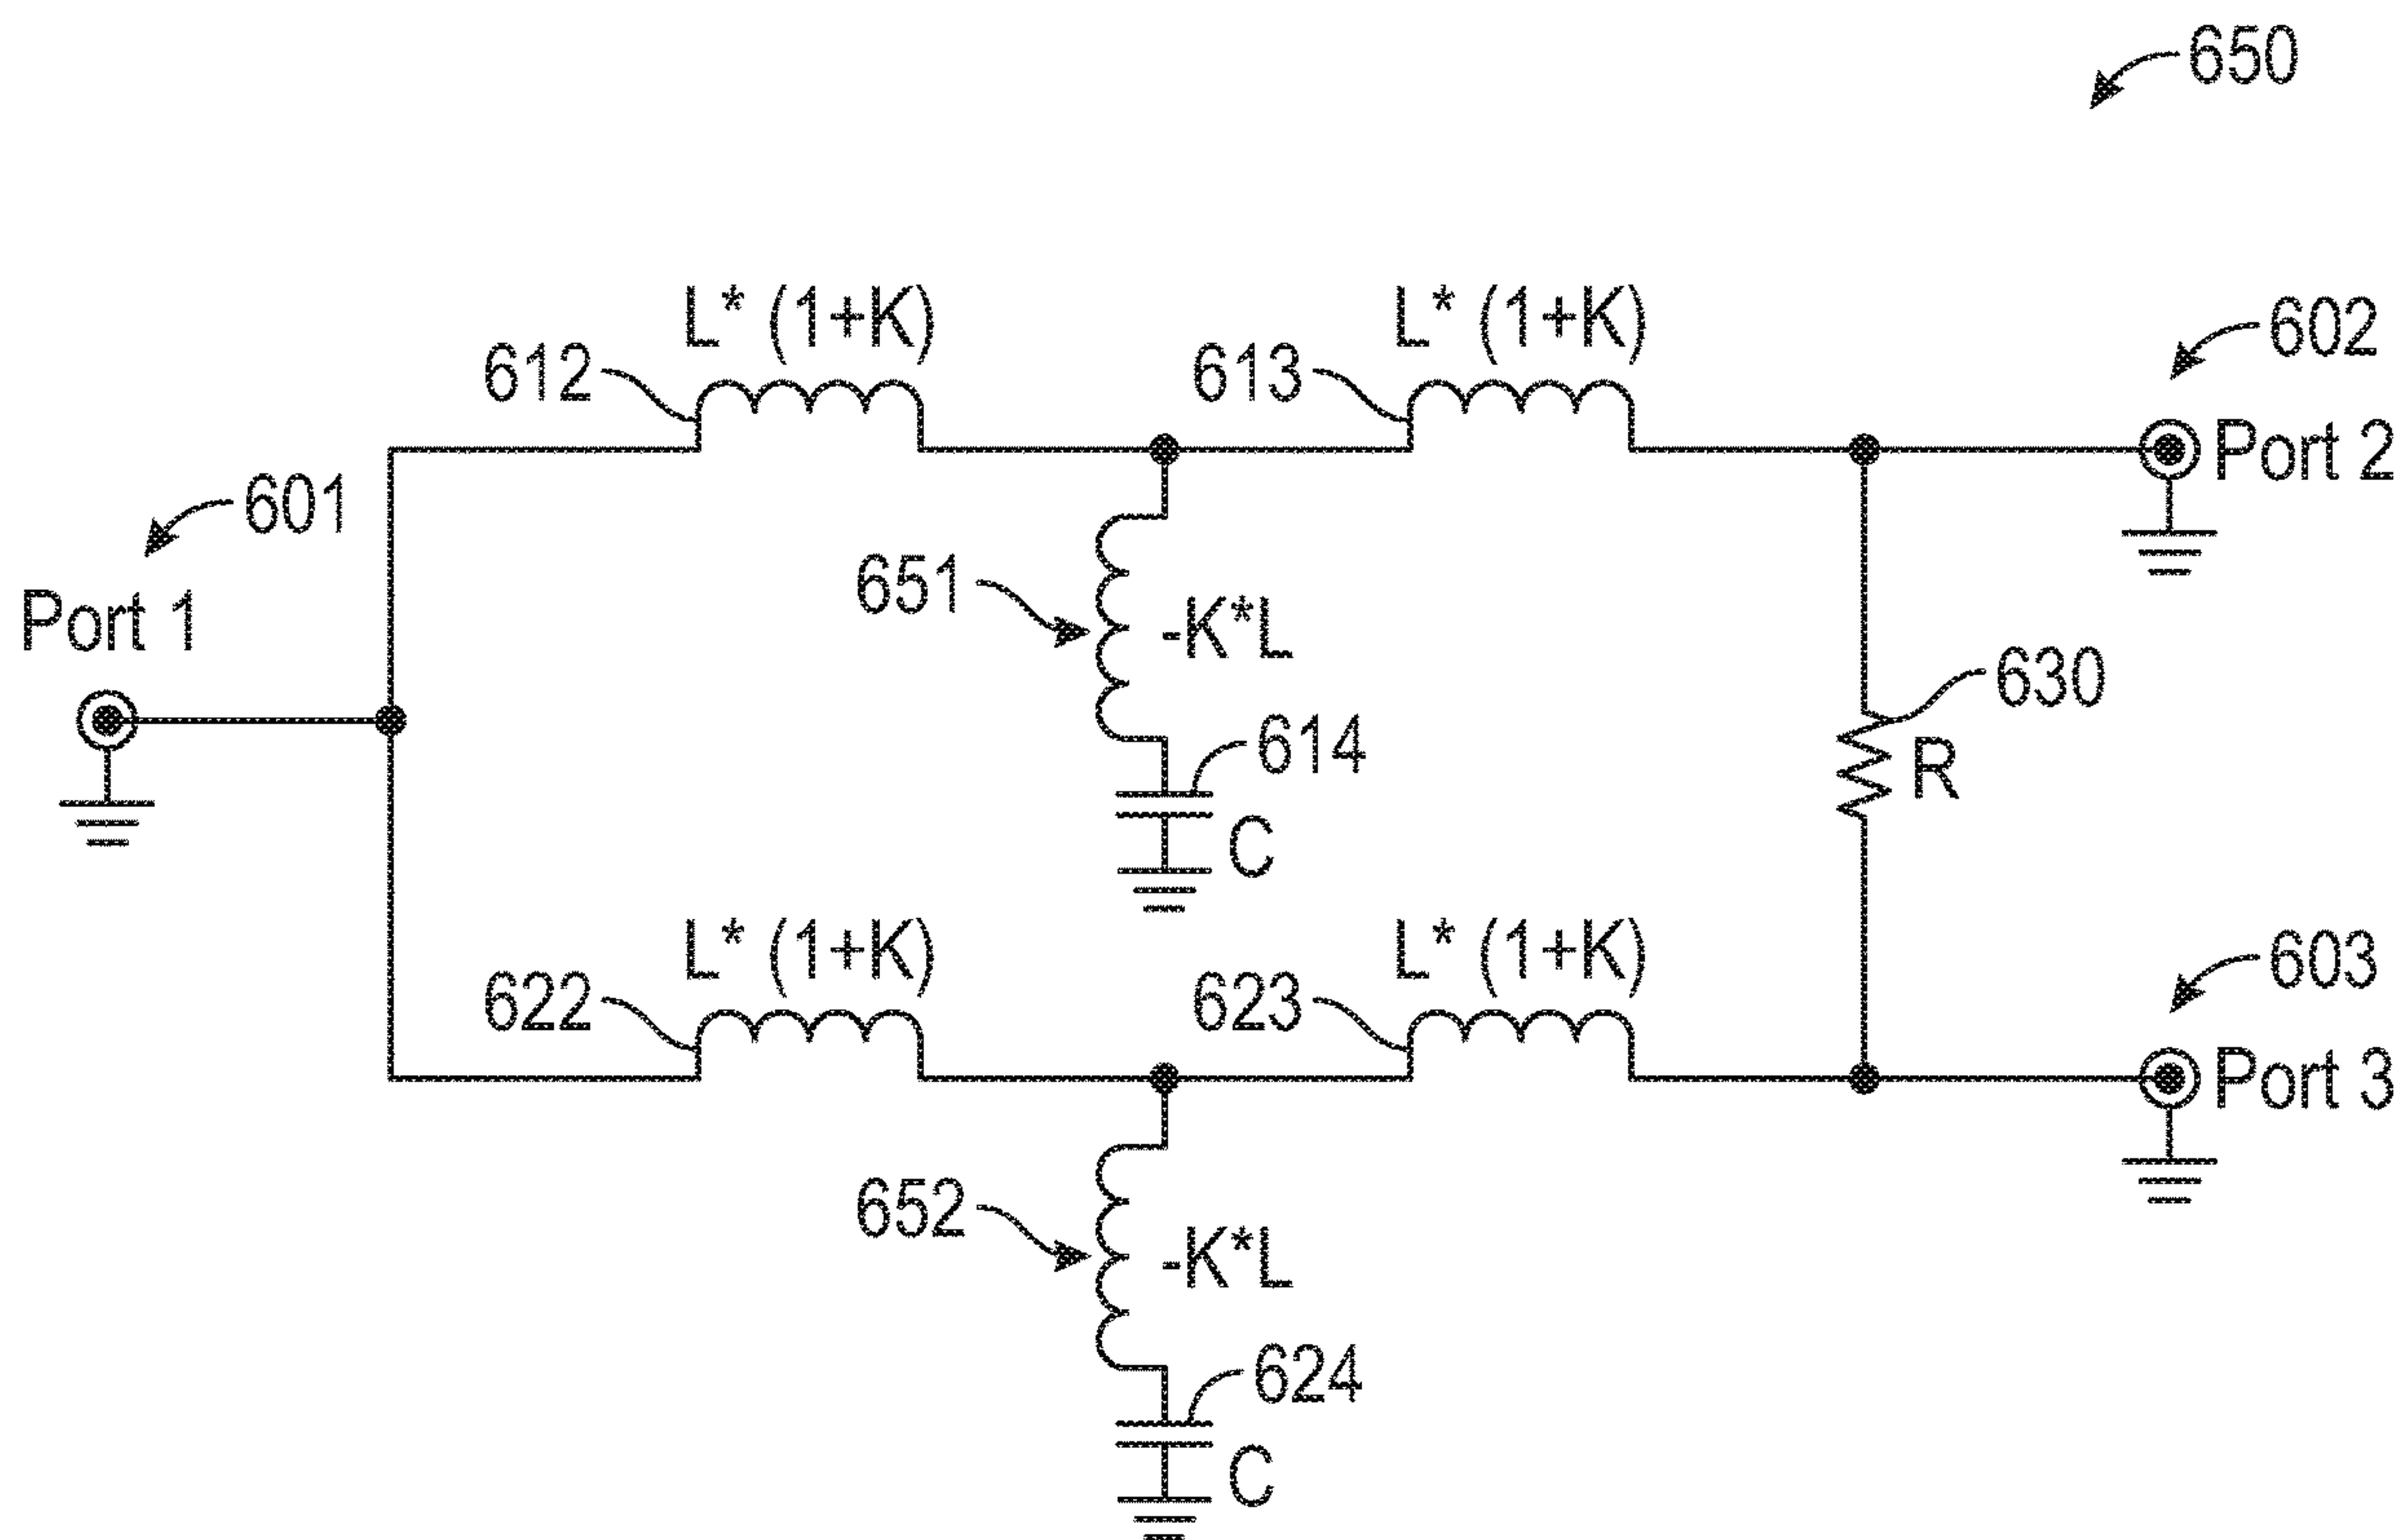 650
L* (1+K)
L* (1+K)
602
612
613
Port 2
601
651
-K*L
Port 1
630
614
R
C
L* (1+K)
L* (1+K)
603
622
623
Port 3
652
-K*L
624
C